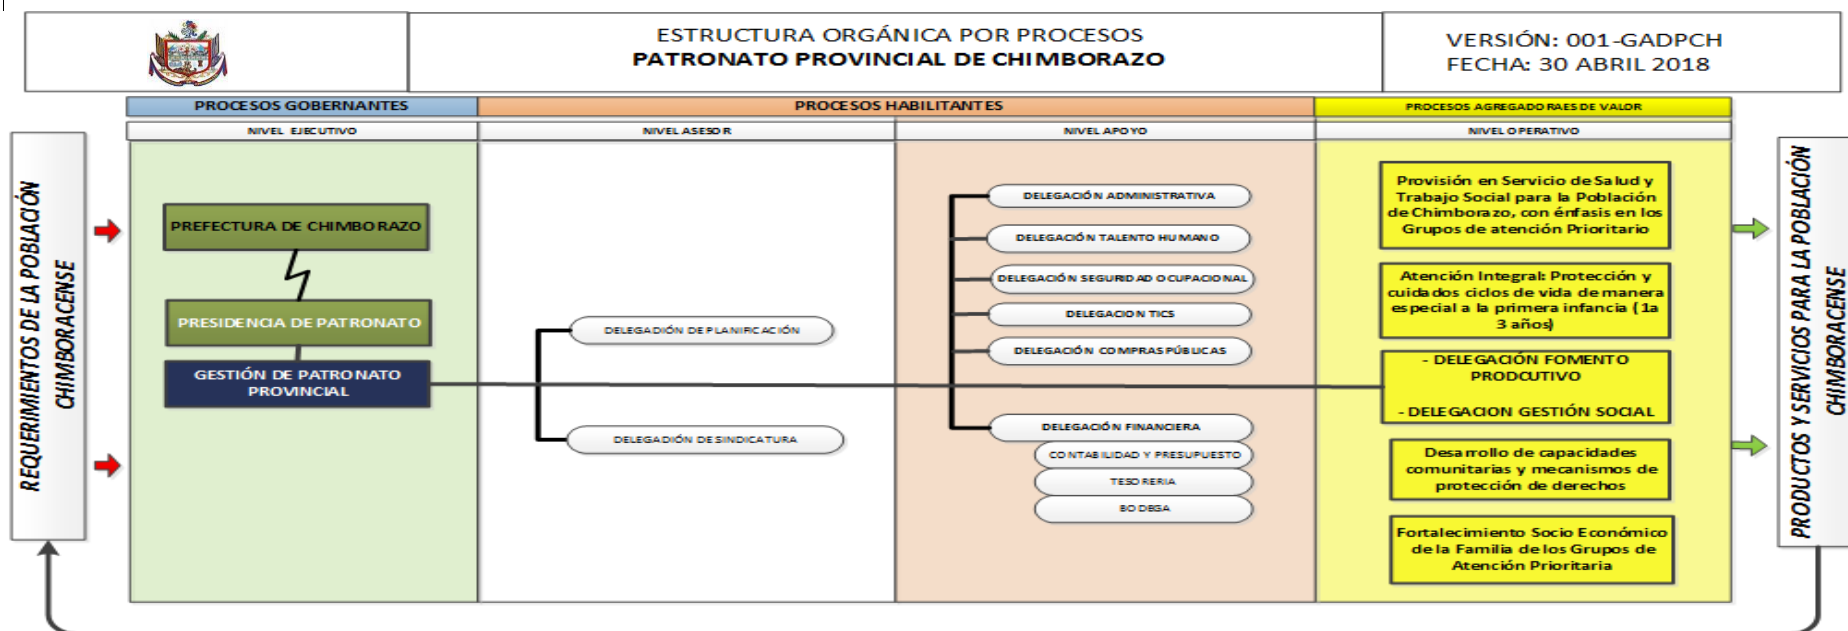 ESTRUCTURA ORGÁNICA POR PROCESOS
PATRONATO PROVINCIAL DE CHIMBORAZO
VERSIÓN: 001-GADPCH
FECHA: 30 ABRIL 2018
PROCESOS GOBERNANTES
PROCESOS HABILITANTES
PROCESOS AGREGADORAES DE VALOR
NIVEL EJECUTIVO
NIVEL ASESOR
NIVEL APOYO
NIVEL OPERATIVO
REQUERIMIENTOS DE LA POBLACIÓN
CHIMBORACENSE
PREFECTURA DE CHIMBORAZO
PRESIDENCIA DE PATRONATO
GESTIÓN DE PATRONATO
PROVINCIAL
DELEGADIÓN DE PLANIFICACIÓN
DELEGADIÓN DE SINDICATURA
DELEGACIÓN ADMINISTRATIVA
DELEGACIÓN TALENTO HUMANO
DELEGACIÓN SEGURIDAD OCUPACIONAL
DELEGACION TICS
DELEGACIÓN COMPRAS PÚBLICAS
DELEGACIÓN FINANCIERA
CONTABILIDAD Y PRESUPUESTO
TESORERIA
BODEGA
Provisión en Servicio de Salud y
Trabajo Social para la Población
de Chimborazo, con énfasis en los
Grupos de atención Prioritario
Atención Integral: Protección y
cuidados ciclos de vida de manera
especial a la primera infancia (1a
3 años)
- DELEGACIÓN FOMENTO
PRODCUTIVO
- DELEGACION GESTIÓN SOCIAL
Desarrollo de capacidades
comunitarias y mecanismos de
protección de derechos
Fortalecimiento Socio Económico
de la Familia de los Grupos de
Atención Prioritaria
PRODUCTOS Y SERVICIOS PARA LA POBLACIÓN
CHIMBORACENSE